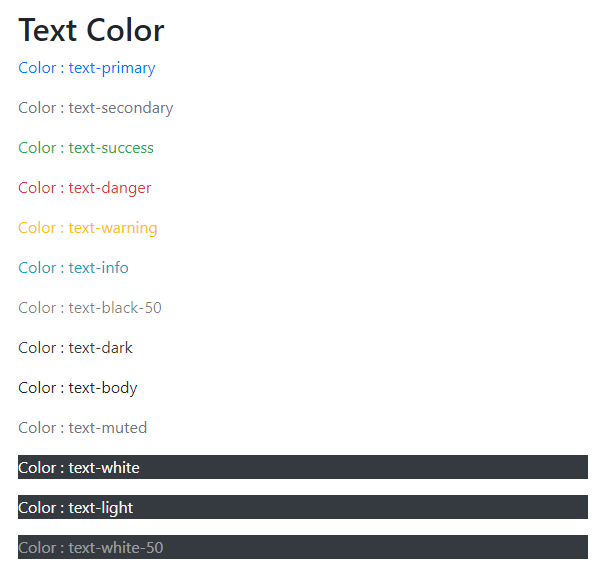 Text Color
Color : text-primary
Color : text-secondary
Color : text-success
Color : text-danger
Color : text-warning
Color : text-info
Color : text-black-50
Color : text-dark
Color : text-body
Color : text-muted
Color : text-white
Color : text-light
Color : text-white-50